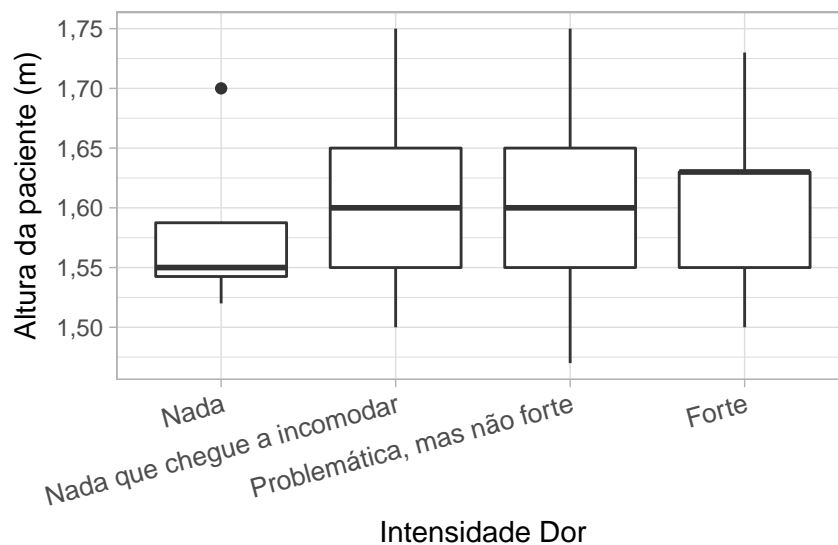 Altura da paciente (m)
1,75
1,70
1,65
1,60
1,55
1,50
Nada
Nada que chegue a incomodar
Problemática, mas não forte
Forte
Intensidade Dor